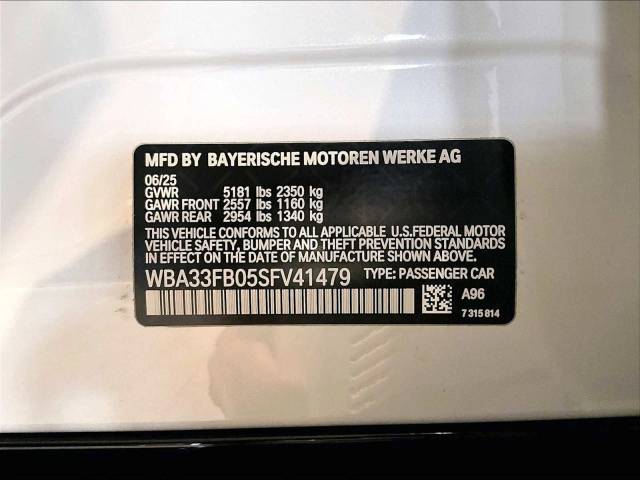 MFD BY BAYERISCHE MOTOREN WERKE AG
06/25
GVWR 5181 lbs 2350 kg
GAWR FRONT 2557 lbs 1160 kg
GAWR REAR 2954 lbs 1340 kg
THIS VEHICLE CONFORMS TO ALL APPLICABLE U.S.FEDERAL MOTOR
VEHICLE SAFETY, BUMPER AND THEFT PREVENTION STANDARDS
IN EFFECT ON THE DATE OF MANUFACTURE SHOWN ABOVE.
WBA33FB05SFV41479 TYPE: PASSENGER CAR
A96
7 315 814